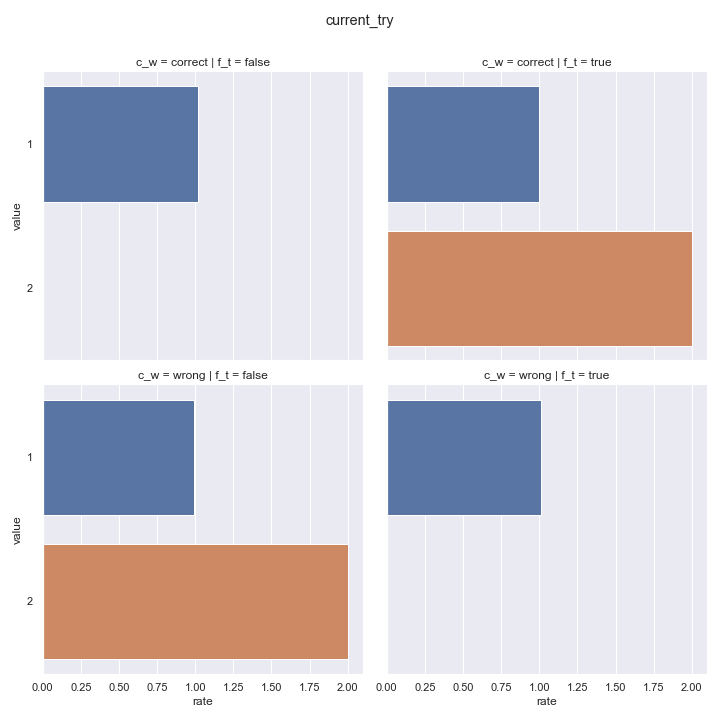 current_try
c_w = correct | f_t = false
c_w = correct | f_t = true
1
value
2
c_w = wrong | f_t = false
c_w = wrong | f_t = true
1
value
2
0.00 0.25 0.50 0.75 1.00 1.25 1.50 1.75 2.00
0.00 0.25 0.50 0.75 1.00 1.25 1.50 1.75 2.00
rate
rate